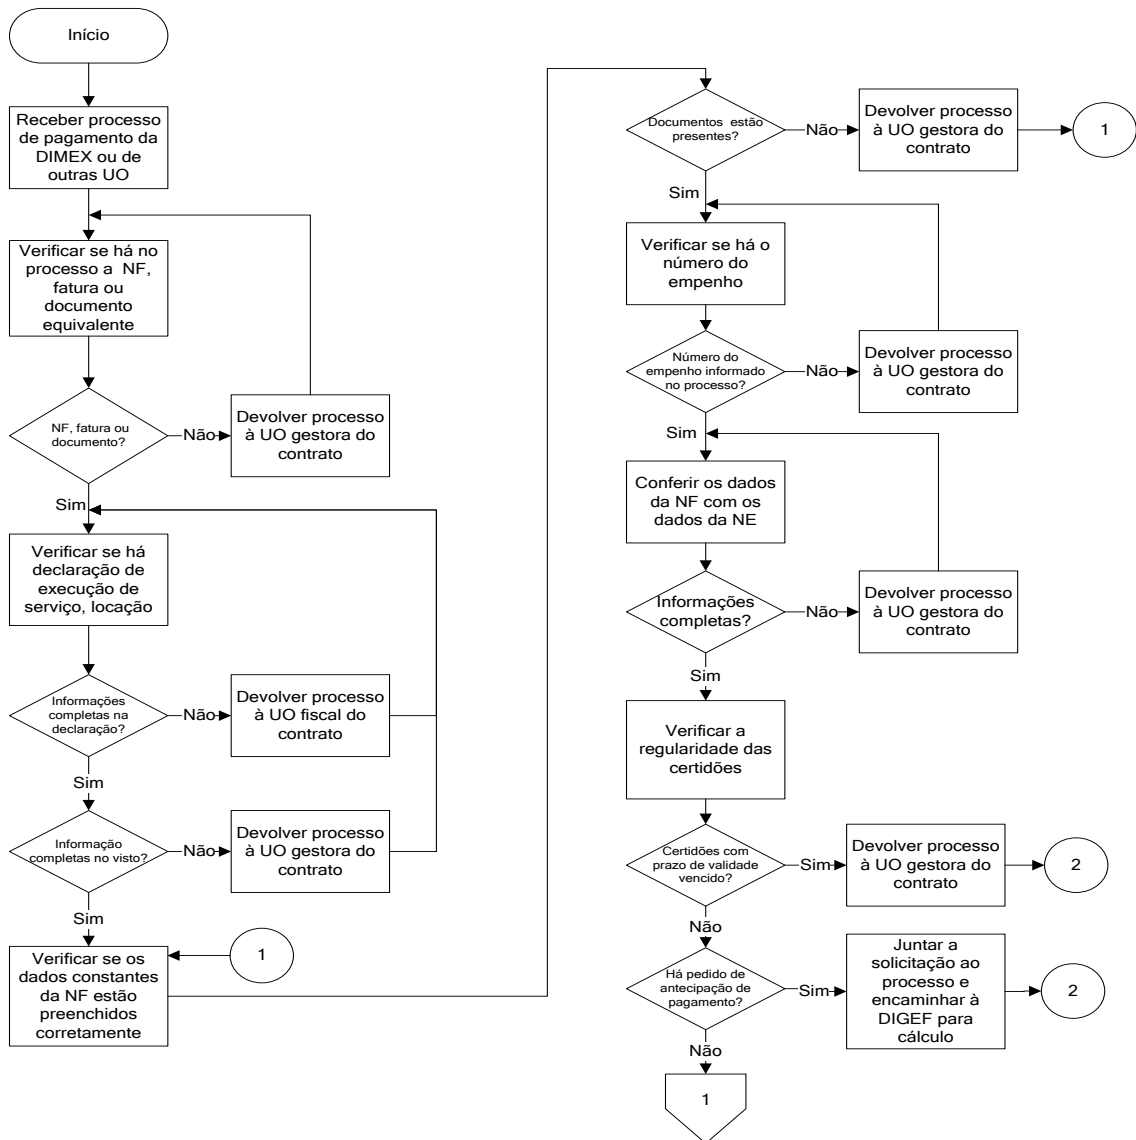 Início
Receber processo
de pagamento da
DIMEX ou de
outras UO
Verificar se há no
processo a NF,
fatura ou
documento
equivalente
NF, fatura ou
documento?
Não
Devolver processo
à UO gestora do
contrato
Sim
Verificar se há
declaração de
execução de
serviço, locação
Informações
completas na
declaração?
Não
Devolver processo
à UO fiscal do
contrato
Sim
Informação
completas no visto?
Não
Devolver processo
à UO gestora do
contrato
Sim
Verificar se os
dados constantes
da NF estão
preenchidos
corretamente
1
Documentos estão
presentes?
Não
Devolver processo
à UO gestora do
contrato
1
Sim
Verificar se há o
número do
empenho
Número do
empenho informado
no processo?
Não
Devolver processo
à UO gestora do
contrato
Sim
Conferir os dados
da NF com os
dados da NE
Informações
completas?
Não
Devolver processo
à UO gestora do
contrato
Sim
Verificar a
regularidade das
certidões
Certidões com
prazo de validade
vencido?
Sim
Devolver processo
à UO gestora do
contrato
2
Não
Há pedido de
antecipação de
pagamento?
Sim
Juntar a
solicitação ao
processo e
encaminhar à
DIGEF para
cálculo
2
Não
1